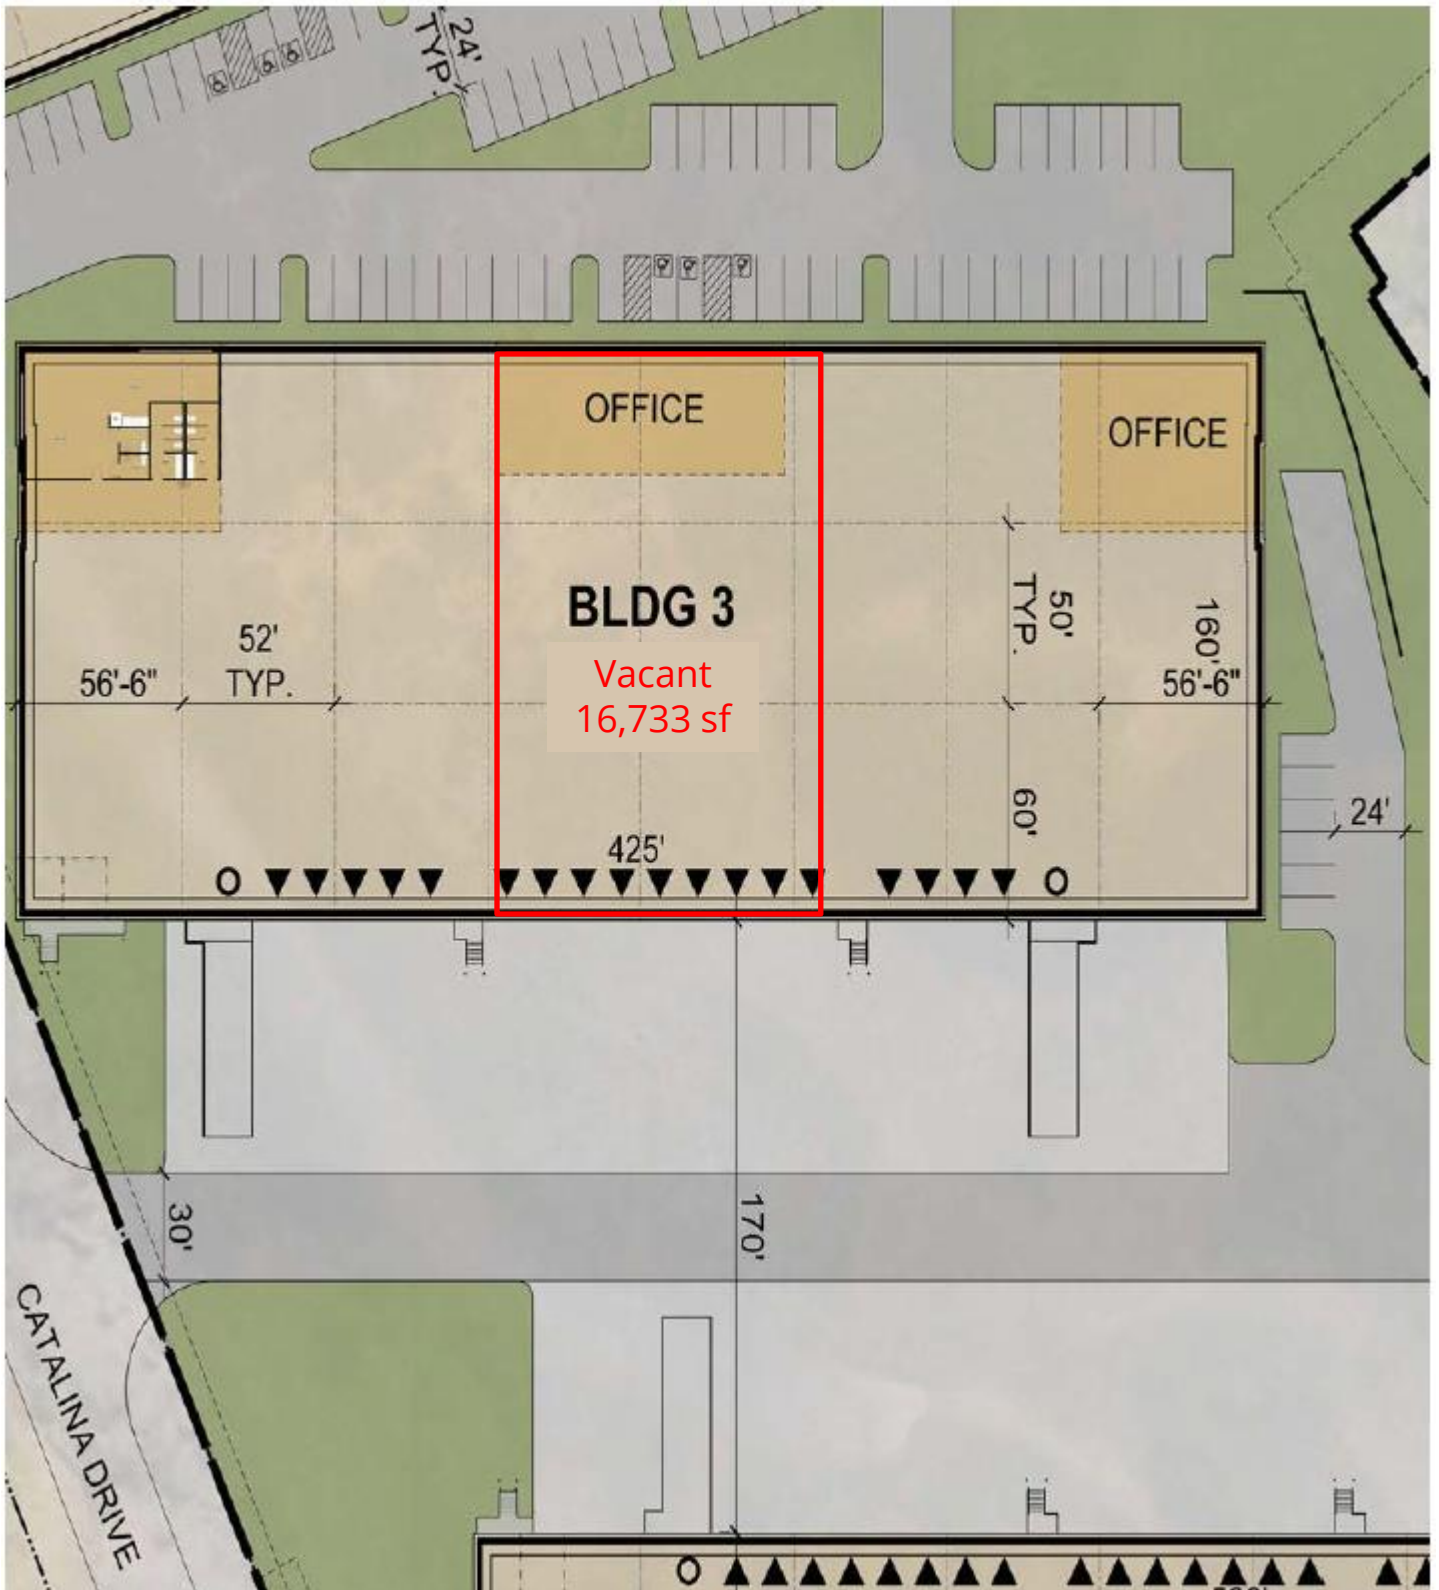 24'
TYP.
OFFICE
OFFICE
BLDG 3
Vacant
16,733 sf
52'
TYP.
56'-6"
50'
TYP.
160'
56'-6"
60'
425'
24'
30'
170'
CATALINA DRIVE